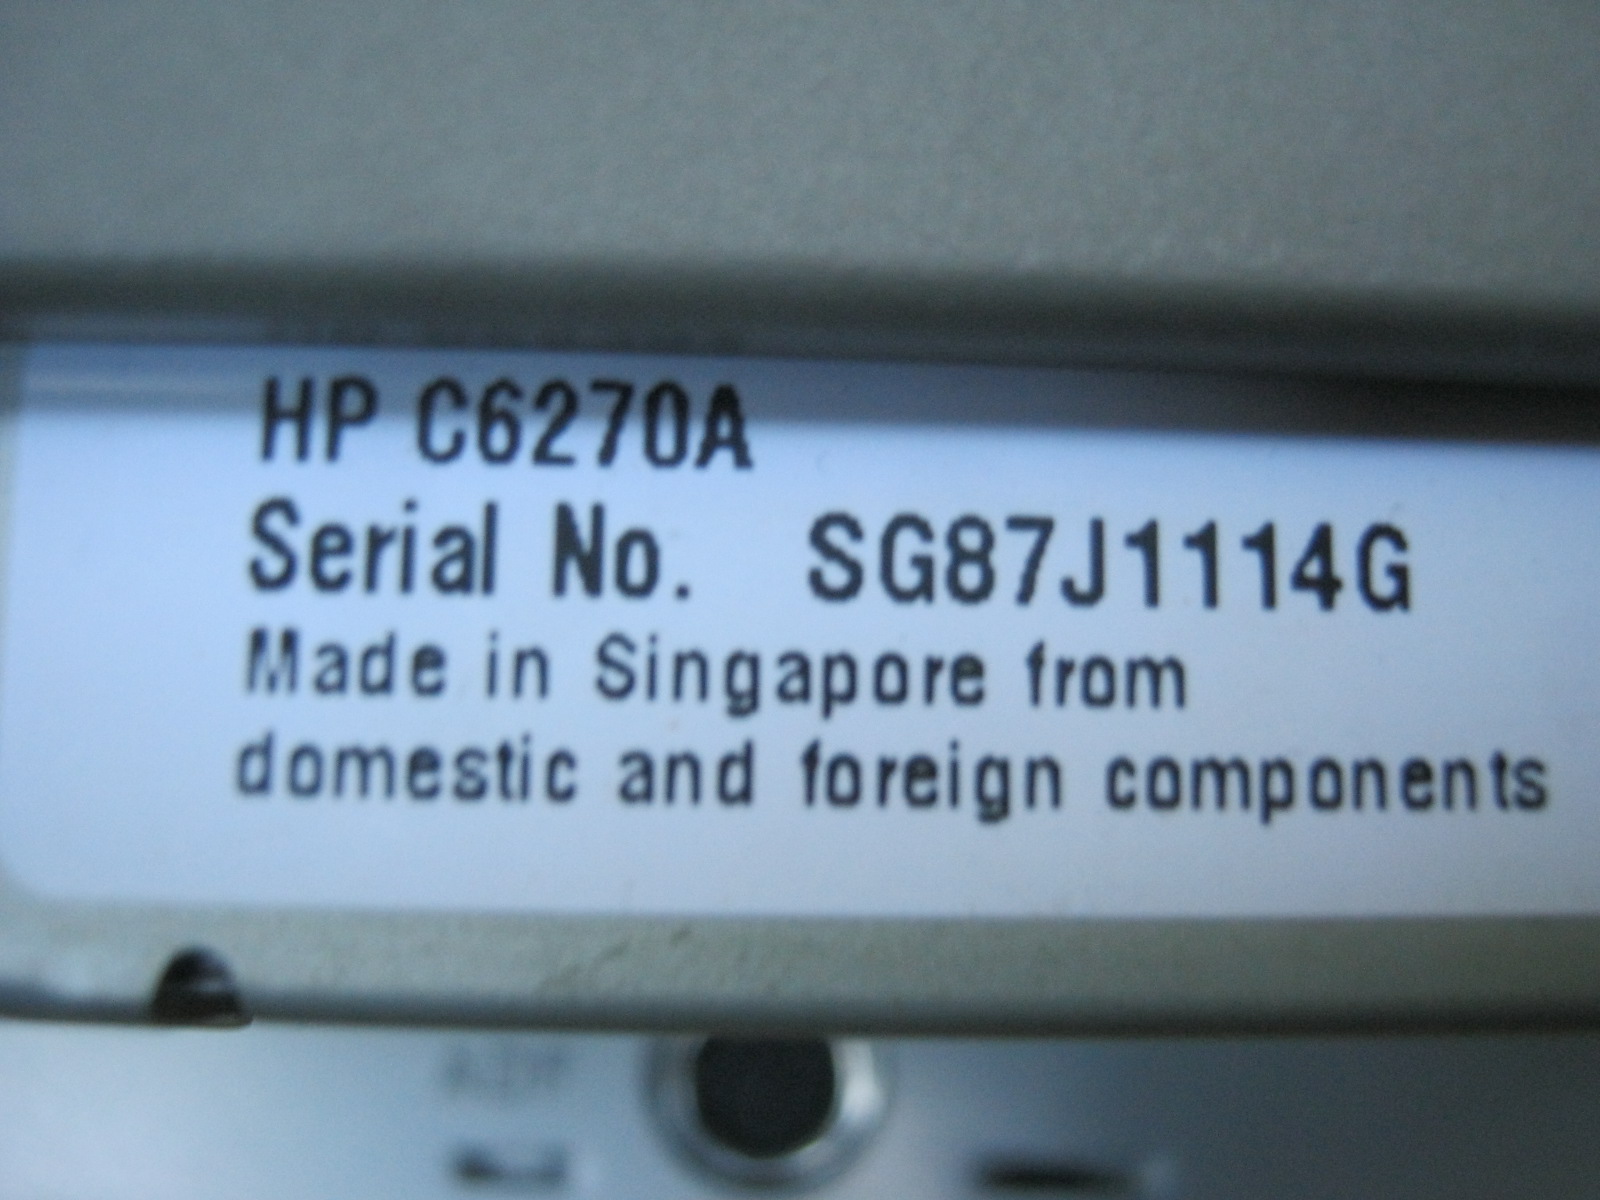 HP C6270A
Serial No. SG87J1114G
Made in Singapore from
domestic and foreign components